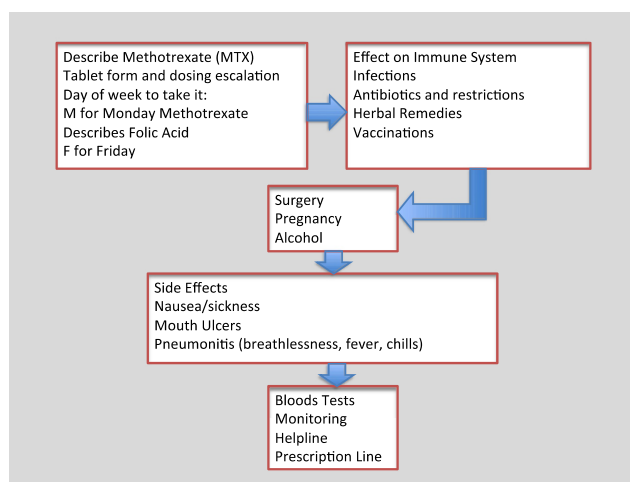 Describe Methotrexate (MTX)
Tablet form and dosing escalation
Day of week to take it:
M for Monday Methotrexate
Describes Folic Acid
F for Friday
Effect on Immune System
Infections
Antibiotics and restrictions
Herbal Remedies
Vaccinations
Surgery
Pregnancy
Alcohol
Side Effects
Nausea/sickness
Mouth Ulcers
Pneumonitis (breathlessness, fever, chills)
Bloods Tests
Monitoring
Helpline
Prescription Line